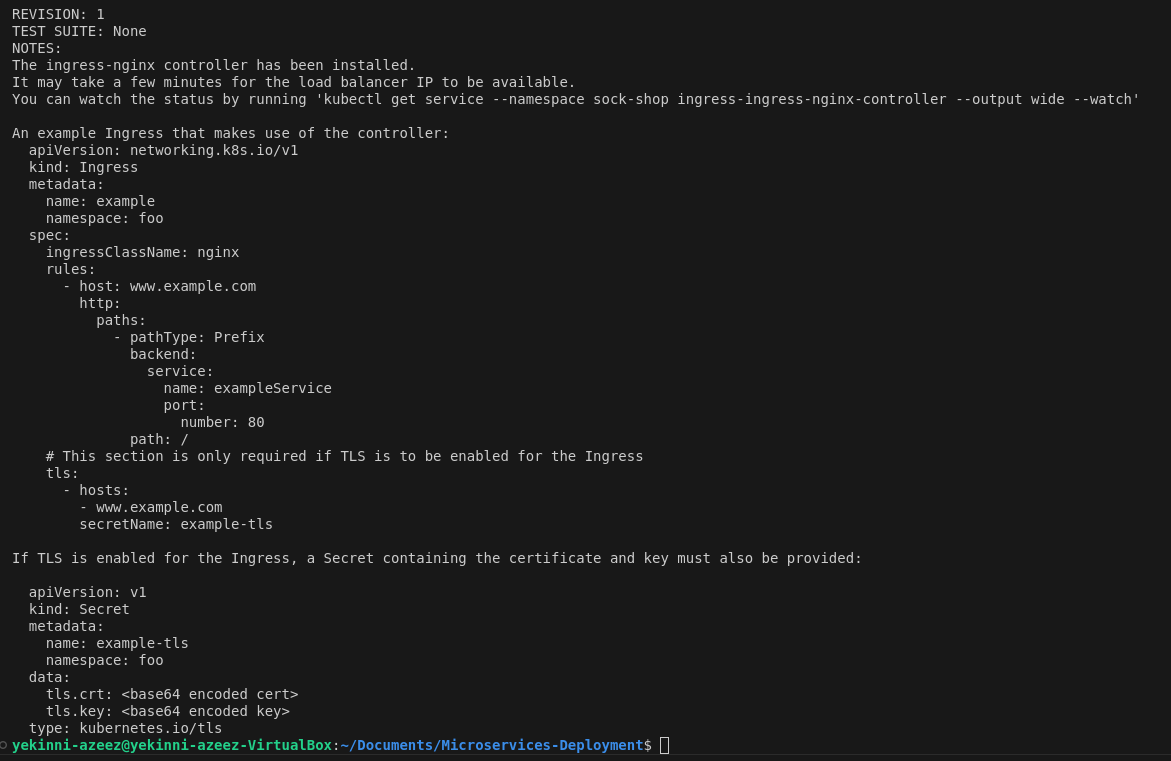 REVISION: 1
TEST SUITE: None
NOTES:
The ingress-nginx controller has been installed.
It may take a few minutes for the load balancer IP to be available.
You can watch the status by running 'kubectl get service --namespace sock-shop ingress-ingress-nginx-controller --output wide --watch'

An example Ingress that makes use of the controller:
  apiVersion: networking.k8s.io/v1
  kind: Ingress
  metadata:
    name: example
    namespace: foo
  spec:
    ingressClassName: nginx
    rules:
      - host: www.example.com
        http:
          paths:
            - pathType: Prefix
              backend:
                service:
                  name: exampleService
                  port:
                    number: 80
              path: /
    # This section is only required if TLS is to be enabled for the Ingress
    tls:
      - hosts:
        - www.example.com
        secretName: example-tls

If TLS is enabled for the Ingress, a Secret containing the certificate and key must also be provided:

  apiVersion: v1
  kind: Secret
  metadata:
    name: example-tls
    namespace: foo
  data:
    tls.crt: <base64 encoded cert>
    tls.key: <base64 encoded key>
  type: kubernetes.io/tls
yekinni-azeez@yekinni-azeez-VirtualBox:~/Documents/Microservices-Deployment$